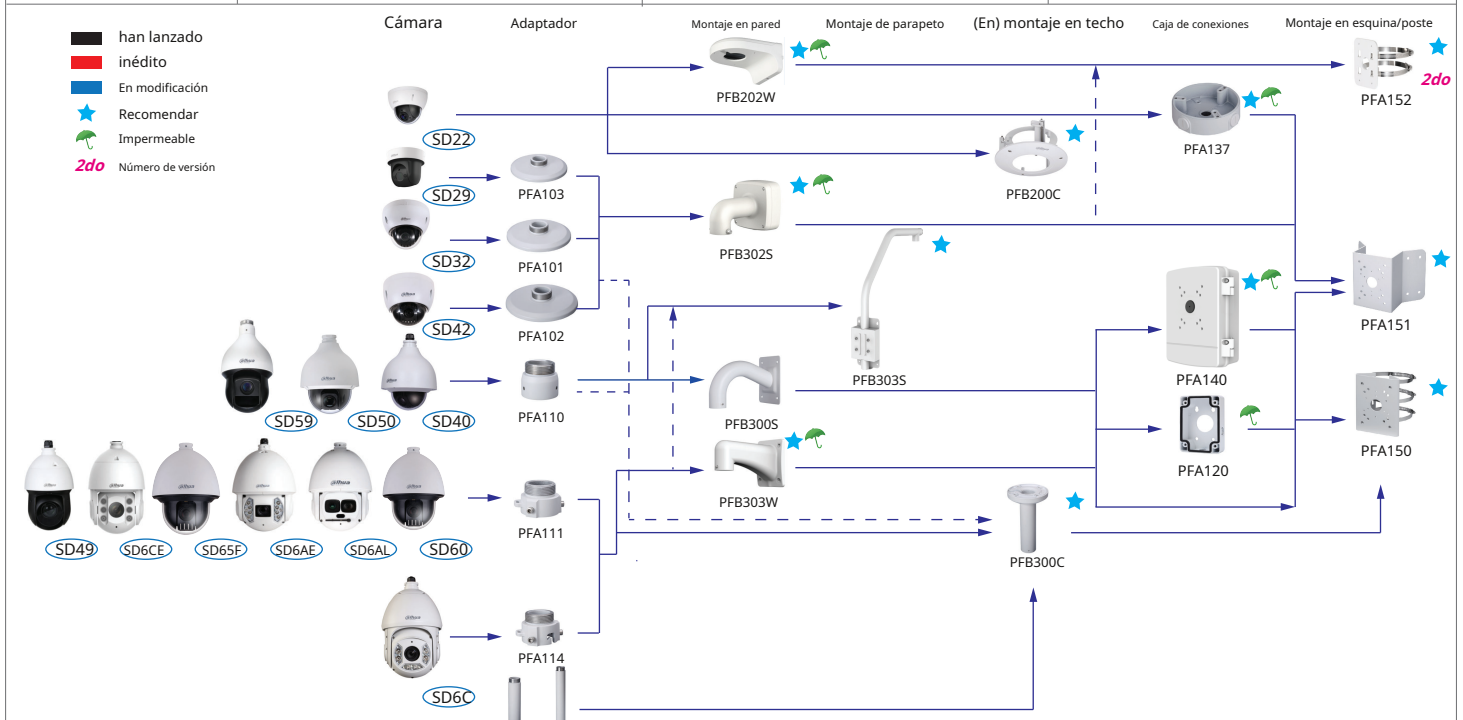 Cámara
Adaptador
Montaje en pared
Montaje de parapeto
(En) montaje en techo
Caja de conexiones
Montaje en esquina/poste
han lanzado
inédito
En modificación
Recomendar
Impermeable
2do Número de versión
PFB202W
PFA152
2do
SD22
PFA137
PFB200C
SD29
PFA103
SD32
PFA101
PFB302S
SD42
PFA102
PFB303S
PFA151
PFA140
SD59
SD50
SD40
PFA110
PFB300S
PFA120
PFA150
PFB303W
SD49
SD6CE
SD65F
SD6AE
SD6AL
SD60
PFA111
PFB300C
PFA114
SD6C